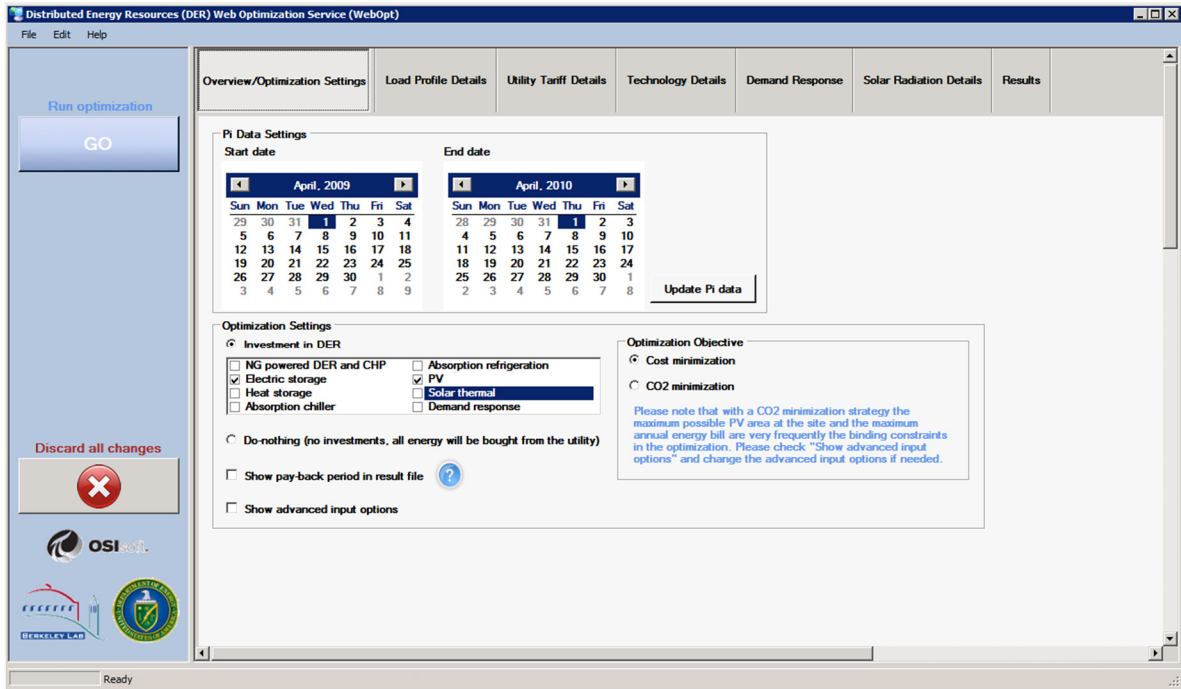 Distributed Energy Resources (DER) Web Optimization Service (WebOpt)
File Edit Help
Overview/Optimization Settings Load Profile Details Utility Tariff Details Technology Details Demand Response Solar Radiation Details Results
Run optimization
GO
Pi Data Settings
Start date End date
April, 2009 April, 2010
Sun Mon Tue Wed Thu Fri Sat Sun Mon Tue Wed Thu Fri Sat
29 30 31 1 2 3 4 28 29 30 31 1 2 3
5 6 7 8 9 10 11 4 5 6 7 8 9 10
12 13 14 15 16 17 18 11 12 13 14 15 16 17
19 20 21 22 23 24 25 18 19 20 21 22 23 24
26 27 28 29 30 1 2 25 26 27 28 29 30 1
3 4 5 6 7 8 9 2 3 4 5 6 7 8
Update Pi data
Optimization Settings
Investment in DER
NG powered DER and CHP Absorption refrigeration
Electric storage PV
Heat storage Solar thermal
Absorption chiller Demand response
Do-nothing (no investments, all energy will be bought from the utility)
Show pay-back period in result file ?
Show advanced input options
Optimization Objective
Cost minimization
CO2 minimization
Please note that with a CO2 minimization strategy the
maximum possible PV area at the site and the maximum
annual energy bill are very frequently the binding constraints
in the optimization. Please check "Show advanced input
options" and change the advanced input options if needed.
Discard all changes
OSIsoft.
BERKELEY LAB
Ready